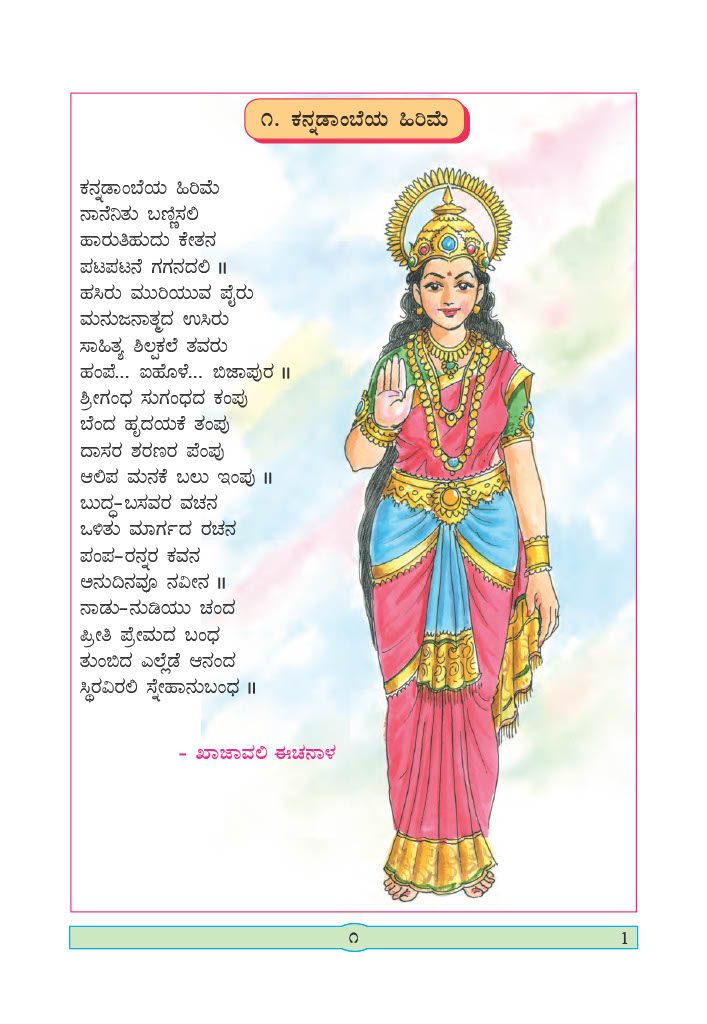 ೧. ಕನ್ನಡಾಂಬೆಯ ಹಿರಿಮೆ
ಕನ್ನಡಾಂಬೆಯ ಹಿರಿಮೆ
ನಾನೆನಿತು ಬಣ್ಣಿಸಲಿ
ಹಾರುತಿಹುದು ಕೇತನ
ಪಟಪಟನೆ ಗಗನದಲಿ ॥
ಹಸಿರು ಮುರಿಯುವ ಪೈರು
ಮನುಜನಾತ್ಮದ ಉಸಿರು
ಸಾಹಿತ್ಯ ಶಿಲ್ಪಕಲೆ ತವರು
ಹಂಪೆ... ಐಹೊಳೆ... ಬಿಜಾಪುರ ॥
ಶ್ರೀಗಂಧ ಸುಗಂಧದ ಕಂಪು
ಬೆಂದ ಹೃದಯಕೆ ತಂಪು
ದಾಸರ ಶರಣರ ಪೆಂಪು
ಆಲಿಪ ಮನಕೆ ಬಲು ಇಂಪು ॥
ಬುದ್ಧ-ಬಸವರ ವಚನ
ಒಳಿತು ಮಾರ್ಗದ ರಚನ
ಪಂಪ-ರನ್ನರ ಕವನ
ಅನುದಿನವೂ ನವೀನ ॥
ನಾಡು-ನುಡಿಯು ಚಂದ
ಪ್ರೀತಿ ಪ್ರೇಮದ ಬಂಧ
ತುಂಬಿದ ಎಲ್ಲೆಡೆ ಆನಂದ
ಸ್ಥಿರವಿರಲಿ ಸ್ನೇಹಾನುಬಂಧ ॥
- ಖಾಜಾವಲಿ ಈಚನಾಳ
೧
1